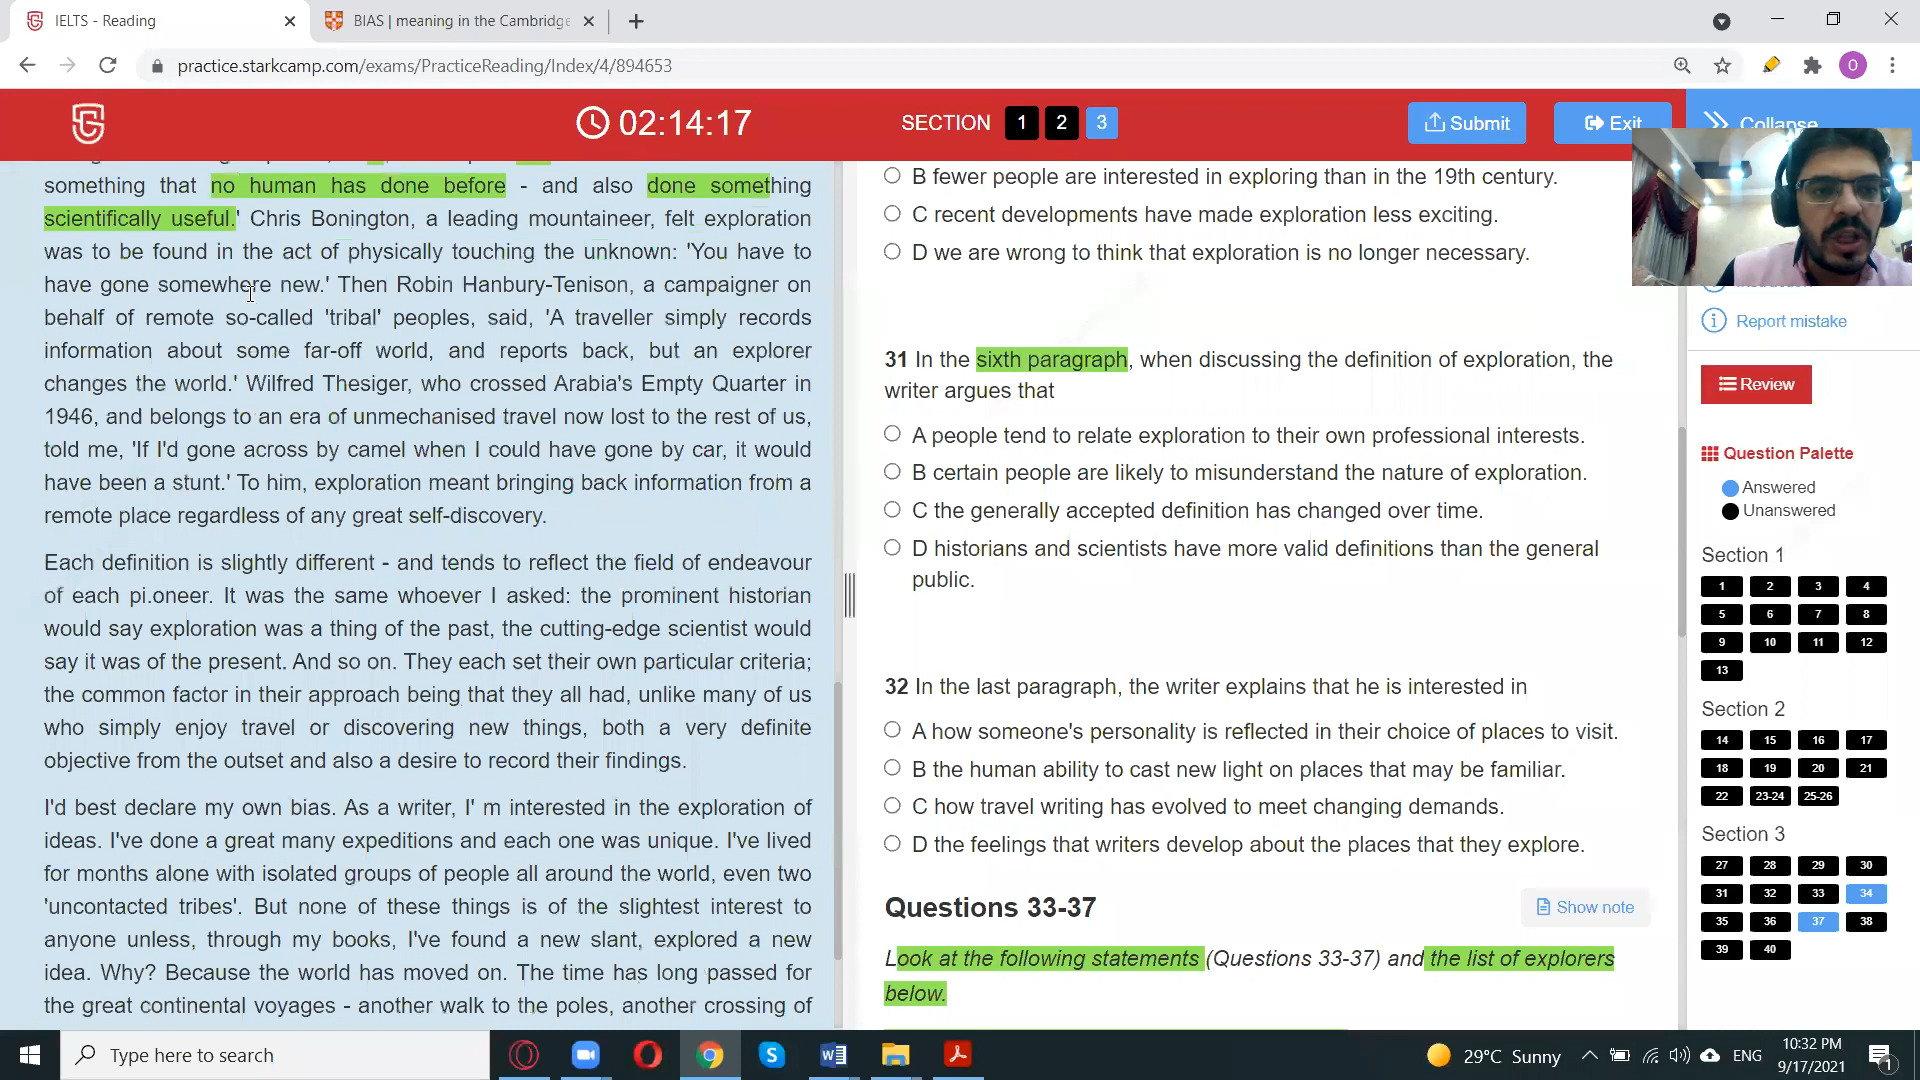 IELTS - Reading
BIAS | meaning in the Cambridge
practice.starkcamp.com/exams/PracticeReading/Index/4/894653
O
02:14:17
SECTION 1 2 3
Submit
Exit
Collapse
something that no human has done before - and also done something
scientifically useful.' Chris Bonington, a leading mountaineer, felt exploration
was to be found in the act of physically touching the unknown: 'You have to
have gone somewhere new.' Then Robin Hanbury-Tenison, a campaigner on
behalf of remote so-called 'tribal' peoples, said, 'A traveller simply records
information about some far-off world, and reports back, but an explorer
changes the world.' Wilfred Thesiger, who crossed Arabia's Empty Quarter in
1946, and belongs to an era of unmechanised travel now lost to the rest of us,
told me, 'If I'd gone across by camel when I could have gone by car, it would
have been a stunt.' To him, exploration meant bringing back information from a
remote place regardless of any great self-discovery.
Each definition is slightly different - and tends to reflect the field of endeavour
of each pi.oneer. It was the same whoever I asked: the prominent historian
would say exploration was a thing of the past, the cutting-edge scientist would
say it was of the present. And so on. They each set their own particular criteria;
the common factor in their approach being that they all had, unlike many of us
who simply enjoy travel or discovering new things, both a very definite
objective from the outset and also a desire to record their findings.
I'd best declare my own bias. As a writer, I' m interested in the exploration of
ideas. I've done a great many expeditions and each one was unique. I've lived
for months alone with isolated groups of people all around the world, even two
'uncontacted tribes'. But none of these things is of the slightest interest to
anyone unless, through my books, I've found a new slant, explored a new
idea. Why? Because the world has moved on. The time has long passed for
the great continental voyages - another walk to the poles, another crossing of
B fewer people are interested in exploring than in the 19th century.
C recent developments have made exploration less exciting.
D we are wrong to think that exploration is no longer necessary.
31 In the sixth paragraph, when discussing the definition of exploration, the
writer argues that
A people tend to relate exploration to their own professional interests.
B certain people are likely to misunderstand the nature of exploration.
C the generally accepted definition has changed over time.
D historians and scientists have more valid definitions than the general
public.
32 In the last paragraph, the writer explains that he is interested in
A how someone's personality is reflected in their choice of places to visit.
B the human ability to cast new light on places that may be familiar.
C how travel writing has evolved to meet changing demands.
D the feelings that writers develop about the places that they explore.
Questions 33-37
Show note
Look at the following statements (Questions 33-37) and the list of explorers
below.
Report mistake
Review
Question Palette
Answered
Unanswered
Section 1
1 2 3 4
5 6 7 8
9 10 11 12
13
Section 2
14 15 16 17
18 19 20 21
22 23-24 25-26
Section 3
27 28 29 30
31 32 33 34
35 36 37 38
39 40
Type here to search
29°C Sunny
ENG
10:32 PM
9/17/2021
1